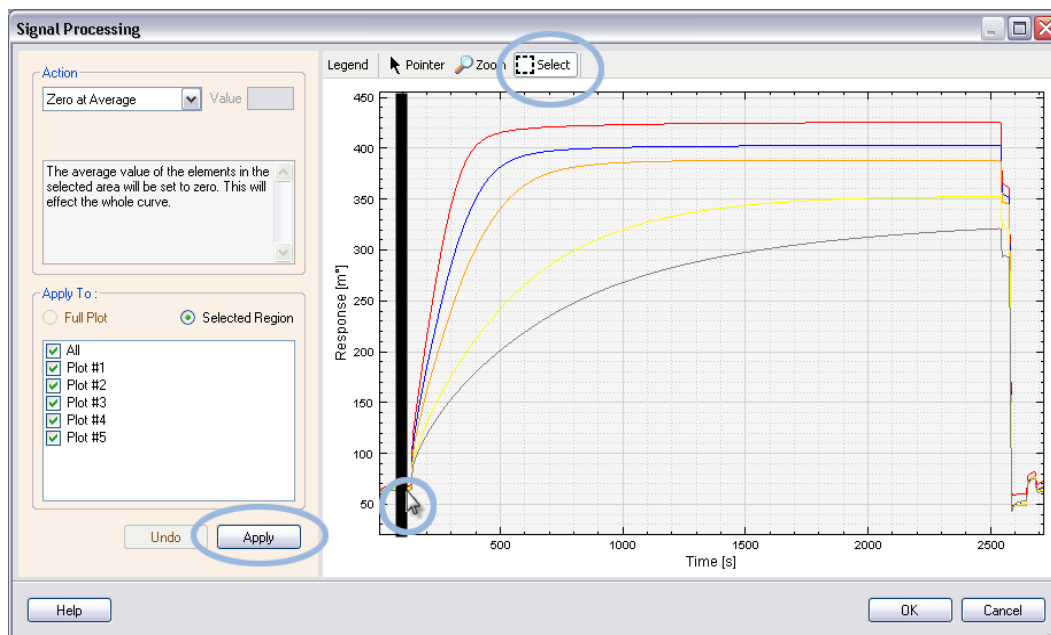 Signal Processing
Action
Zero at Average
Value
The average value of the elements in the
selected area will be set to zero. This will
effect the whole curve.
Apply To :
Full Plot
Selected Region
All
Plot #1
Plot #2
Plot #3
Plot #4
Plot #5
Undo
Apply
Legend
Pointer
Zoom
Select
450
400
350
300
250
200
150
100
50
Response [m°]
500
1000
1500
2000
2500
Time [s]
Help
OK
Cancel